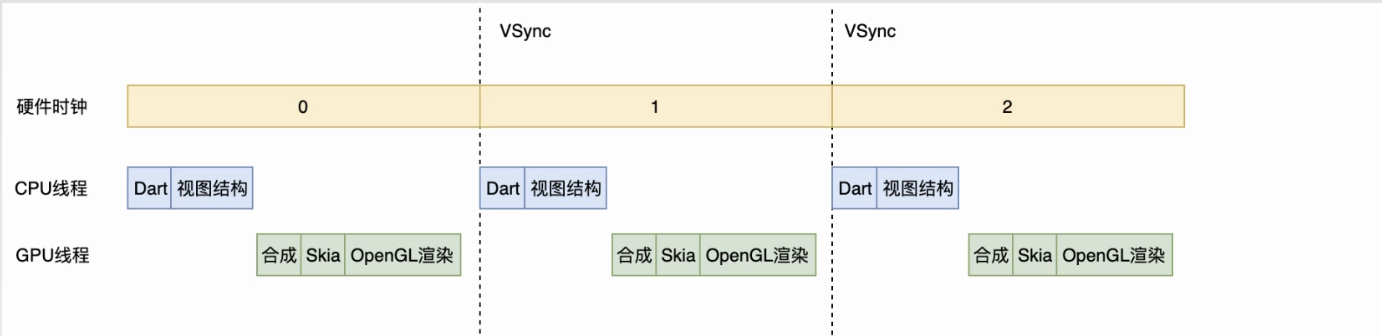 VSync VSync
硬件时钟 0 1 2
CPU线程 Dart 视图结构 Dart 视图结构 Dart 视图结构
GPU线程 合成 Skia OpenGL渲染 合成 Skia OpenGL渲染 合成 Skia OpenGL渲染